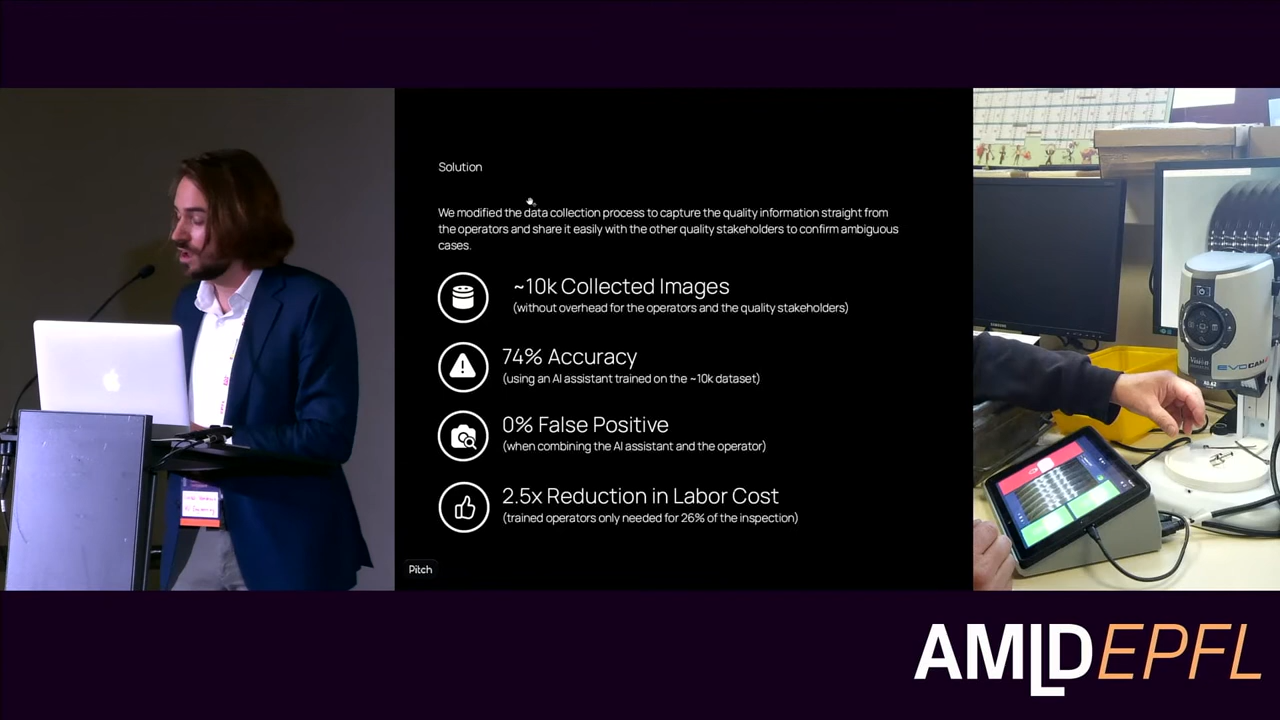 Solution
We modified the data collection process to capture the quality information straight from
the operators and share it easily with the other quality stakeholders to confirm ambiguous
cases.
~10k Collected Images
(without overhead for the operators and the quality stakeholders)
74% Accuracy
(using an AI assistant trained on the ~10k dataset)
0% False Positive
(when combining the AI assistant and the operator)
2.5x Reduction in Labor Cost
(trained operators only needed for 26% of the inspection)
Pitch
SAMSUNG
Vision
EVOCAM
AMLDEPFL